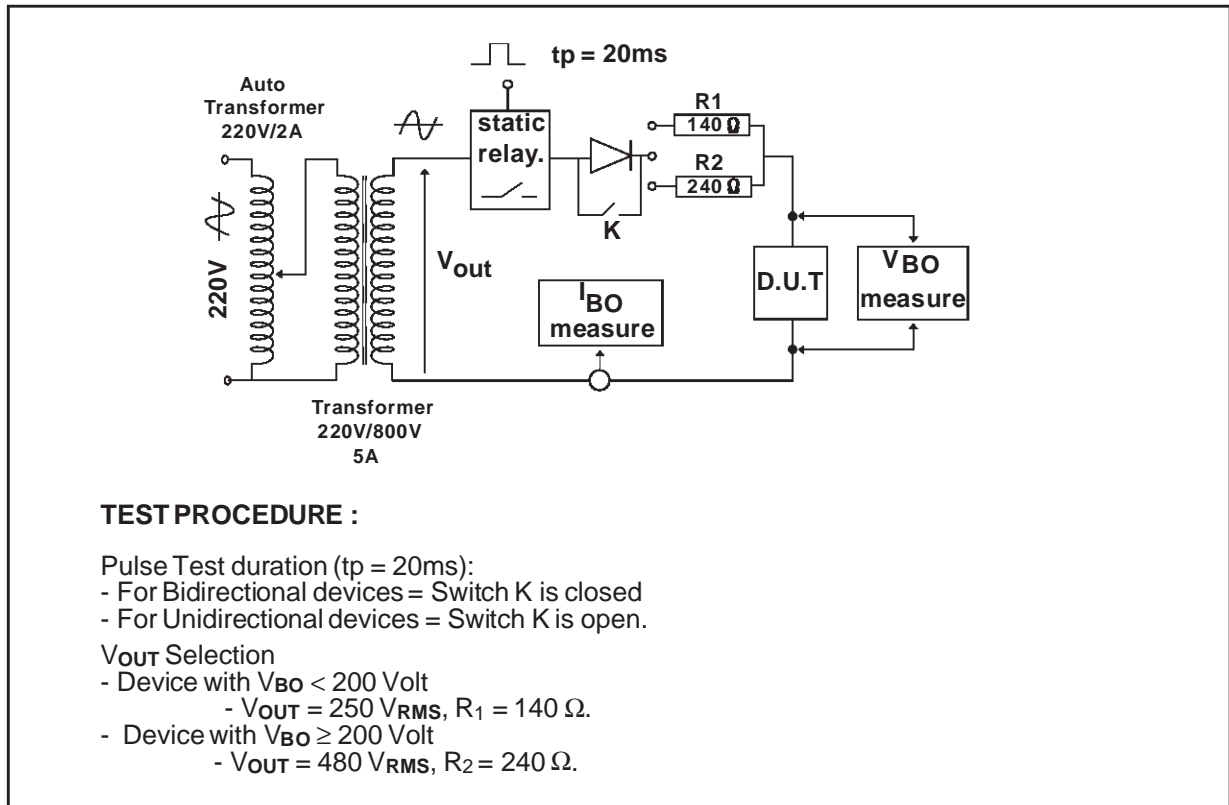 tp = 20ms
Auto
Transformer
220V/2A
static
relay.
R1
140 Ω
R2
240 Ω
K
220V
Vout
IBO
measure
D.U.T
VBO
measure
Transformer
220V/800V
5A
TEST PROCEDURE :
Pulse Test duration (tp = 20ms):
- For Bidirectional devices = Switch K is closed
- For Unidirectional devices = Switch K is open.
VOUT Selection
- Device with VBO < 200 Volt
- VOUT = 250 VRMS, R1 = 140 Ω.
- Device with VBO ≥ 200 Volt
- VOUT = 480 VRMS, R2 = 240 Ω.